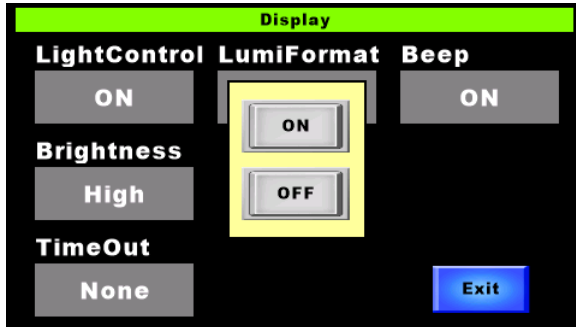 Display
LightControl LumiFormat Beep
ON ON
ON
Brightness
High
OFF
TimeOut
None
Exit